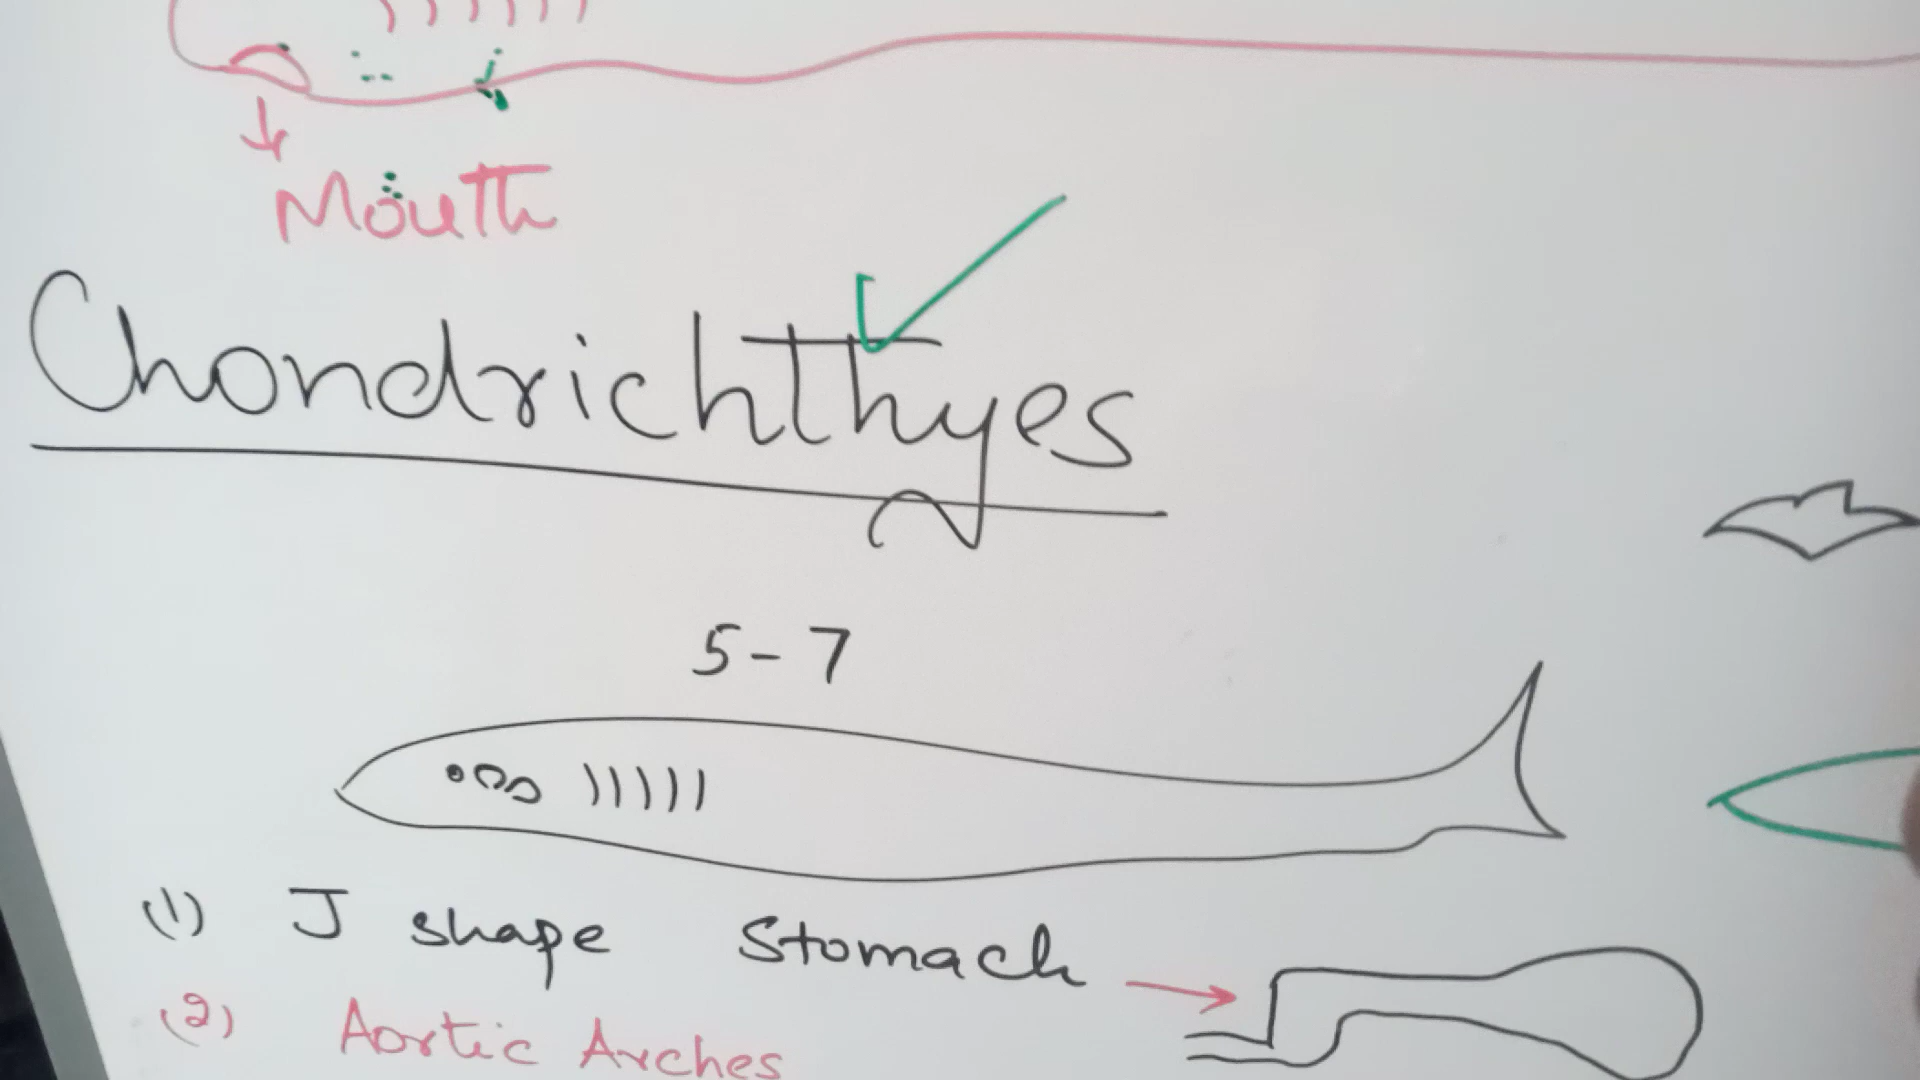 Mouth
Chondrichthyes
5-7
(1) J shape Stomach
(2) Aortic Arches